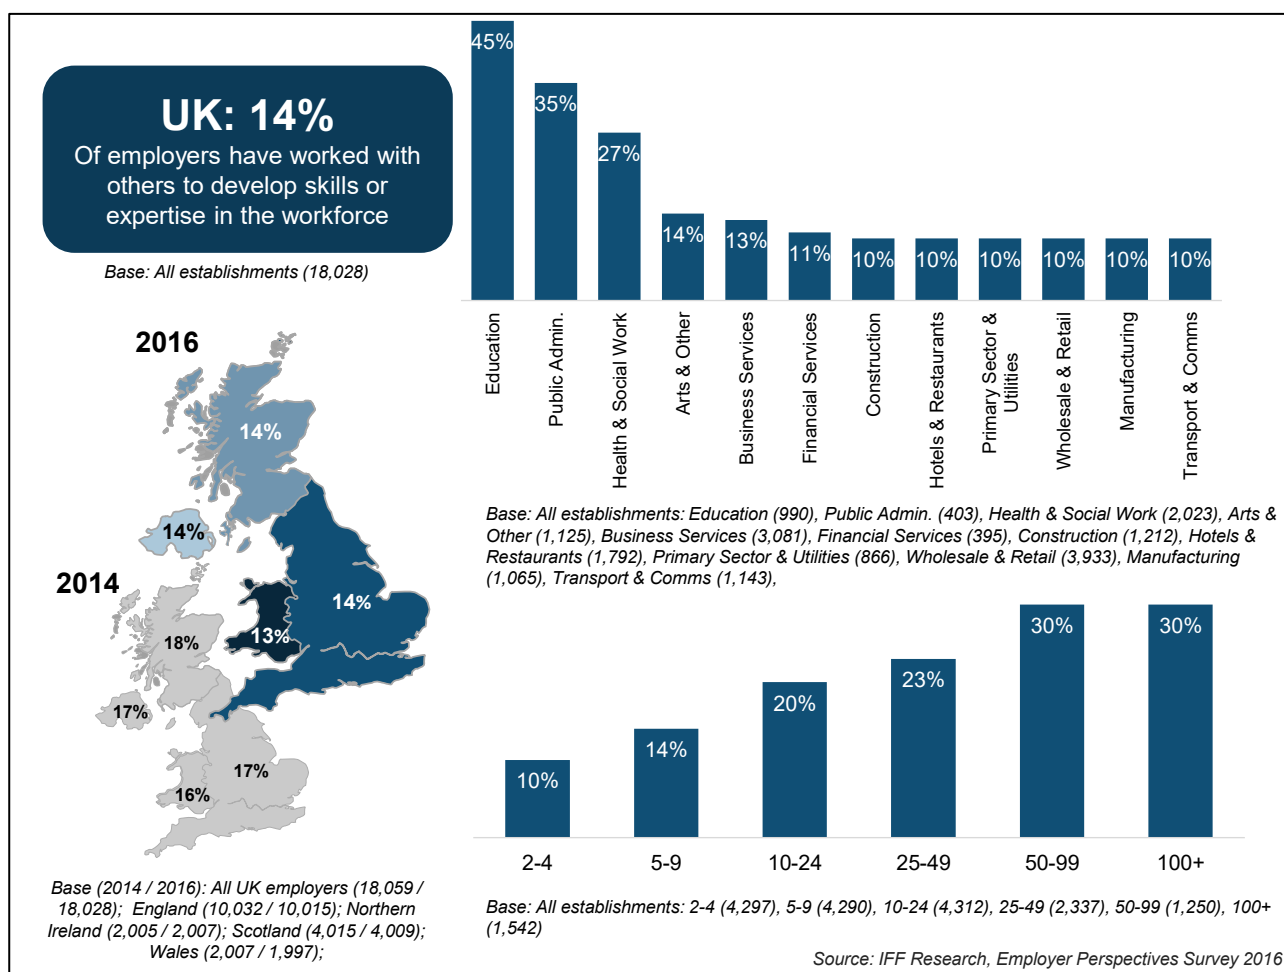 UK: 14%
Of employers have worked with
others to develop skills or
expertise in the workforce
Base: All establishments (18,028)
45%
35%
27%
14%
13%
11%
10%
10%
10%
10%
10%
10%
Education
Public Admin.
Health & Social Work
Arts & Other
Business Services
Financial Services
Construction
Hotels & Restaurants
Primary Sector &
Utilities
Wholesale & Retail
Manufacturing
Transport & Comms
Base: All establishments: Education (990), Public Admin. (403), Health & Social Work (2,023), Arts &
Other (1,125), Business Services (3,081), Financial Services (395), Construction (1,212), Hotels &
Restaurants (1,792), Primary Sector & Utilities (866), Wholesale & Retail (3,933), Manufacturing
(1,065), Transport & Comms (1,143),
2016
14%
14%
14%
13%
2014
18%
17%
17%
16%
Base (2014 / 2016): All UK employers (18,059 /
18,028); England (10,032 / 10,015); Northern
Ireland (2,005 / 2,007); Scotland (4,015 / 4,009);
Wales (2,007 / 1,997);
10%
14%
20%
23%
30%
30%
2-4
5-9
10-24
25-49
50-99
100+
Base: All establishments: 2-4 (4,297), 5-9 (4,290), 10-24 (4,312), 25-49 (2,337), 50-99 (1,250), 100+
(1,542)
Source: IFF Research, Employer Perspectives Survey 2016